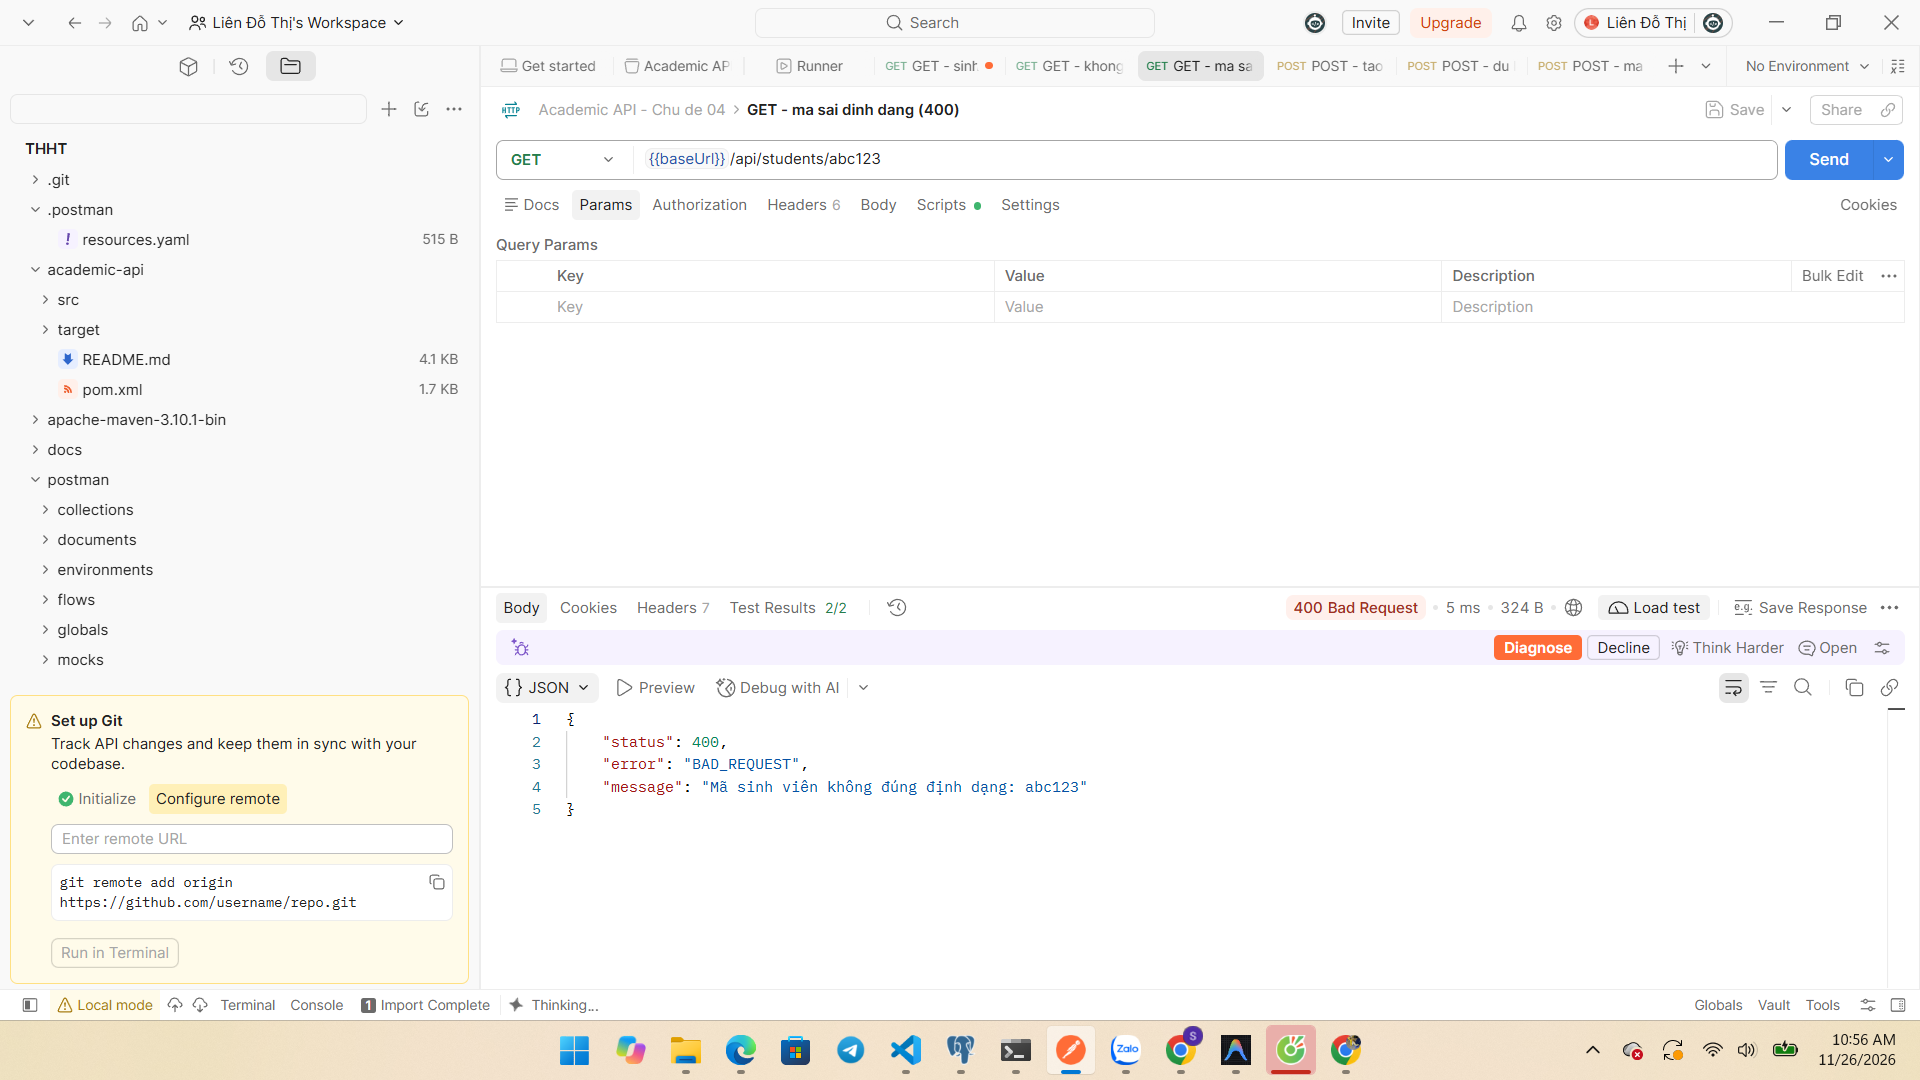 Liên Đỗ Thị's Workspace
Search
Invite
Upgrade
L
Liên Đỗ Thị
Get started
Academic AP
Runner
GET GET - sinh
GET GET - khong
GET GET - ma sa
POST POST - tao
POST POST - du
POST POST - ma
No Environment
HTTP
Academic API - Chu de 04 > GET - ma sai dinh dang (400)
Save
Share
THHT
.git
.postman
! resources.yaml 515 B
academic-api
src
target
README.md 4.1 KB
pom.xml 1.7 KB
apache-maven-3.10.1-bin
docs
postman
collections
documents
environments
flows
globals
mocks
GET
{{baseUrl}} /api/students/abc123
Send
Docs Params Authorization Headers 6 Body Scripts Settings Cookies
Query Params
Key Value Description Bulk Edit
Key Value Description
Body Cookies Headers 7 Test Results 2/2
400 Bad Request • 5 ms • 324 B •
Load test
e.g. Save Response
Diagnose Decline Think Harder Open
{} JSON Preview Debug with AI
1 {
2 "status": 400,
3 "error": "BAD_REQUEST",
4 "message": "Mã sinh viên không đúng định dạng: abc123"
5 }
Set up Git
Track API changes and keep them in sync with your
codebase.
Initialize Configure remote
Enter remote URL
git remote add origin
https://github.com/username/repo.git
Run in Terminal
Local mode Terminal Console 1 Import Complete Thinking...
Globals Vault Tools
Zalo
S
10:56 AM
11/26/2026